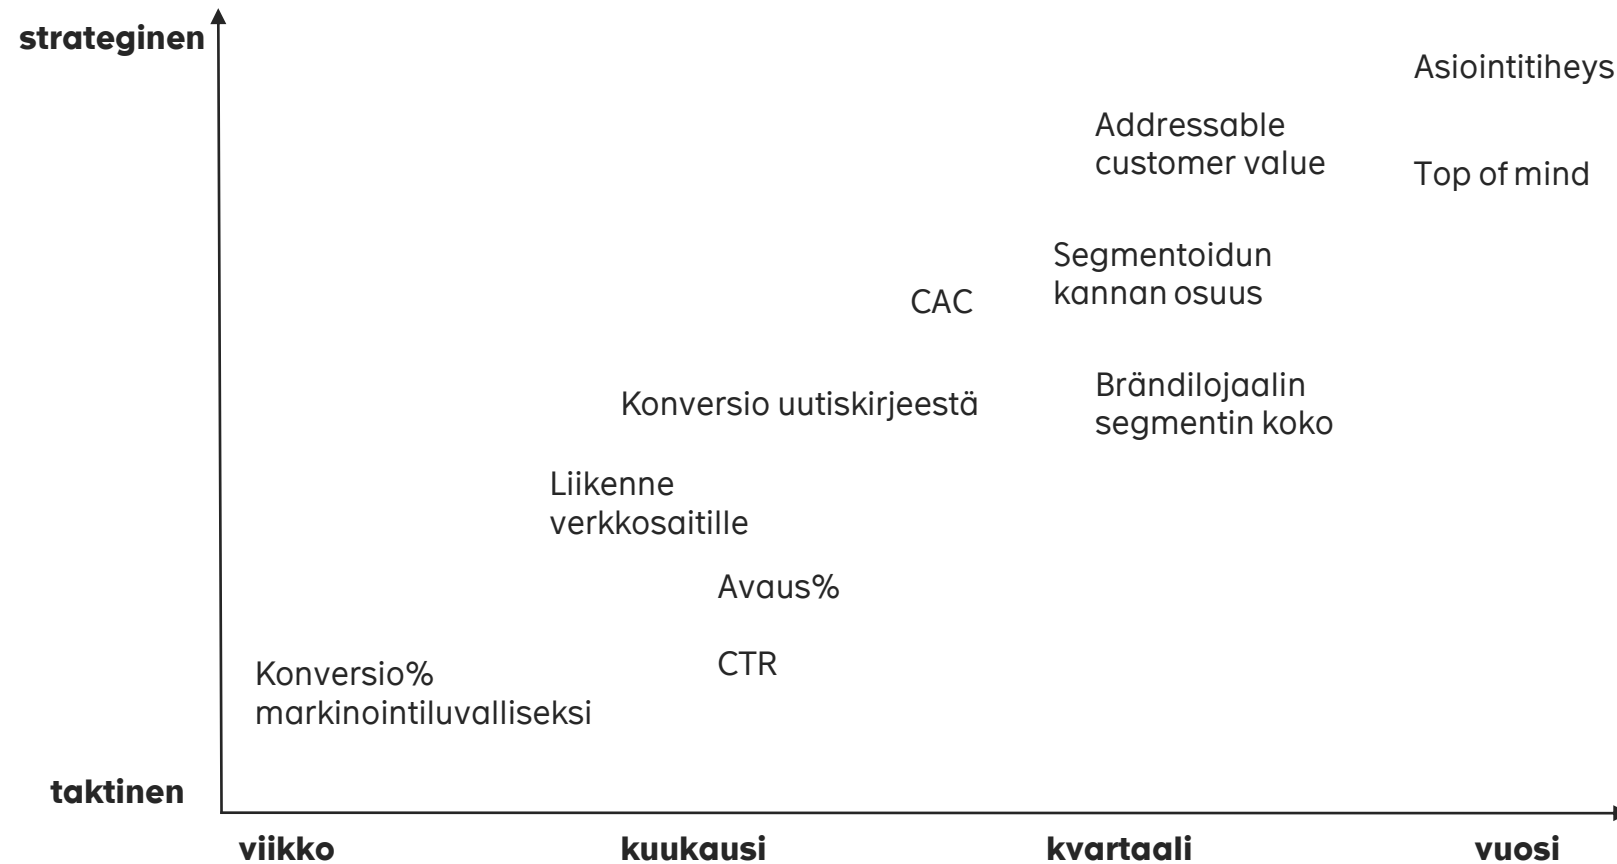 strateginen
Asiointitiheys
Addressable
customer value
Top of mind
Segmentoidun
kannan osuus
CAC
Brändilojaalin
segmentin koko
Konversio uutiskirjeestä
Liikenne
verkkosaitille
Avaus%
CTR
Konversio%
markinointiluvalliseksi
taktinen
viikko
kuukausi
kvartaali
vuosi